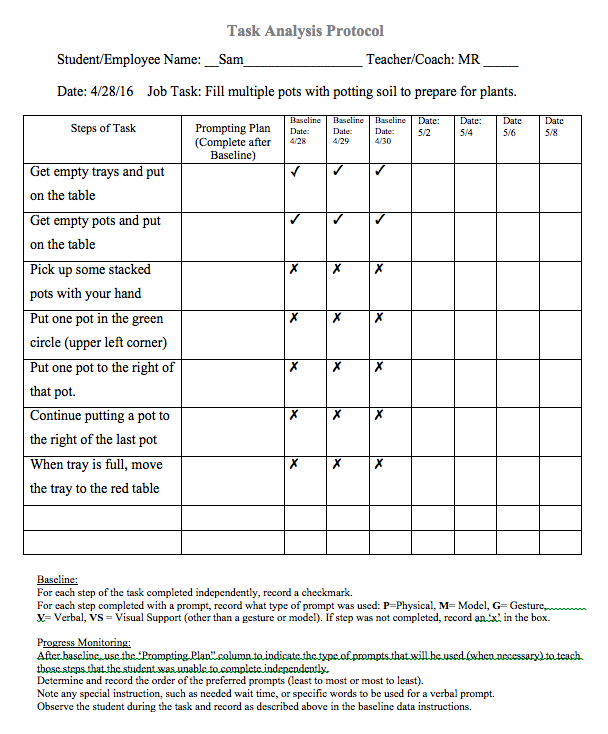 Task Analysis Protocol
Student/Employee Name: __Sam_________________ Teacher/Coach: MR _____
Date: 4/28/16 Job Task: Fill multiple pots with potting soil to prepare for plants.
Steps of Task
Prompting Plan
(Complete after
Baseline)
Baseline
Date:
4/28
Baseline
Date:
4/29
Baseline
Date:
4/30
Date:
5/2
Date:
5/4
Date
5/6
Date
5/8
Get empty trays and put
on the table
✓ ✓ ✓
Get empty pots and put
on the table
✓ ✓ ✓
Pick up some stacked
pots with your hand
✗ ✗ ✗
Put one pot in the green
circle (upper left corner)
✗ ✗ ✗
Put one pot to the right of
that pot.
✗ ✗ ✗
Continue putting a pot to
the right of the last pot
✗ ✗ ✗
When tray is full, move
the tray to the red table
✗ ✗ ✗
Baseline:
For each step of the task completed independently, record a checkmark.
For each step completed with a prompt, record what type of prompt was used: P=Physical, M= Model, G= Gesture,
V= Verbal, VS = Visual Support (other than a gesture or model). If step was not completed, record an 'x' in the box.
Progress Monitoring:
After baseline, use the 'Prompting Plan" column to indicate the type of prompts that will be used (when necessary) to teach
those steps that the student was unable to complete independently.
Determine and record the order of the preferred prompts (least to most or most to least).
Note any special instruction, such as needed wait time, or specific words to be used for a verbal prompt.
Observe the student during the task and record as described above in the baseline data instructions.